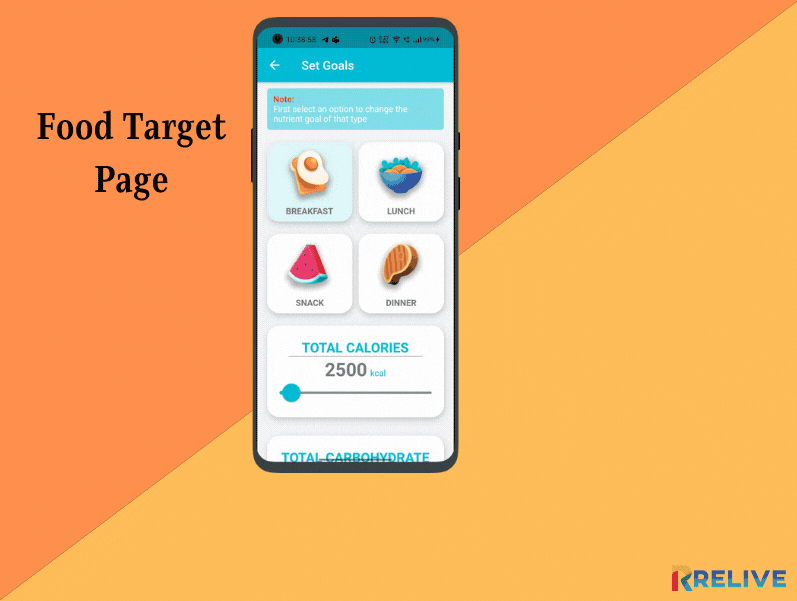 Food Target
Page
10:38:58
Set Goals
Note:
First select an option to change the
nutrient goal of that type
BREAKFAST
LUNCH
SNACK
DINNER
TOTAL CALORIES
2500 kcal
TOTAL CARBOHYDRATE
RELIVE